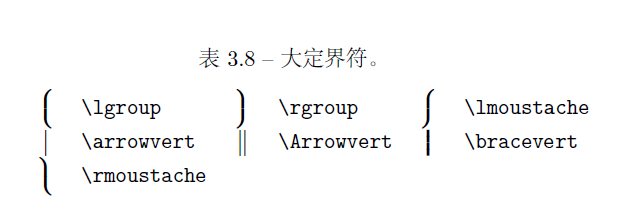 表 3.8 – 大定界符。
⎧ \lgroup ⎫ \rgroup ⎰ \lmoustache
| \arrowvert ‖ \Arrowvert ┃ \bracevert
⎱ \rmoustache